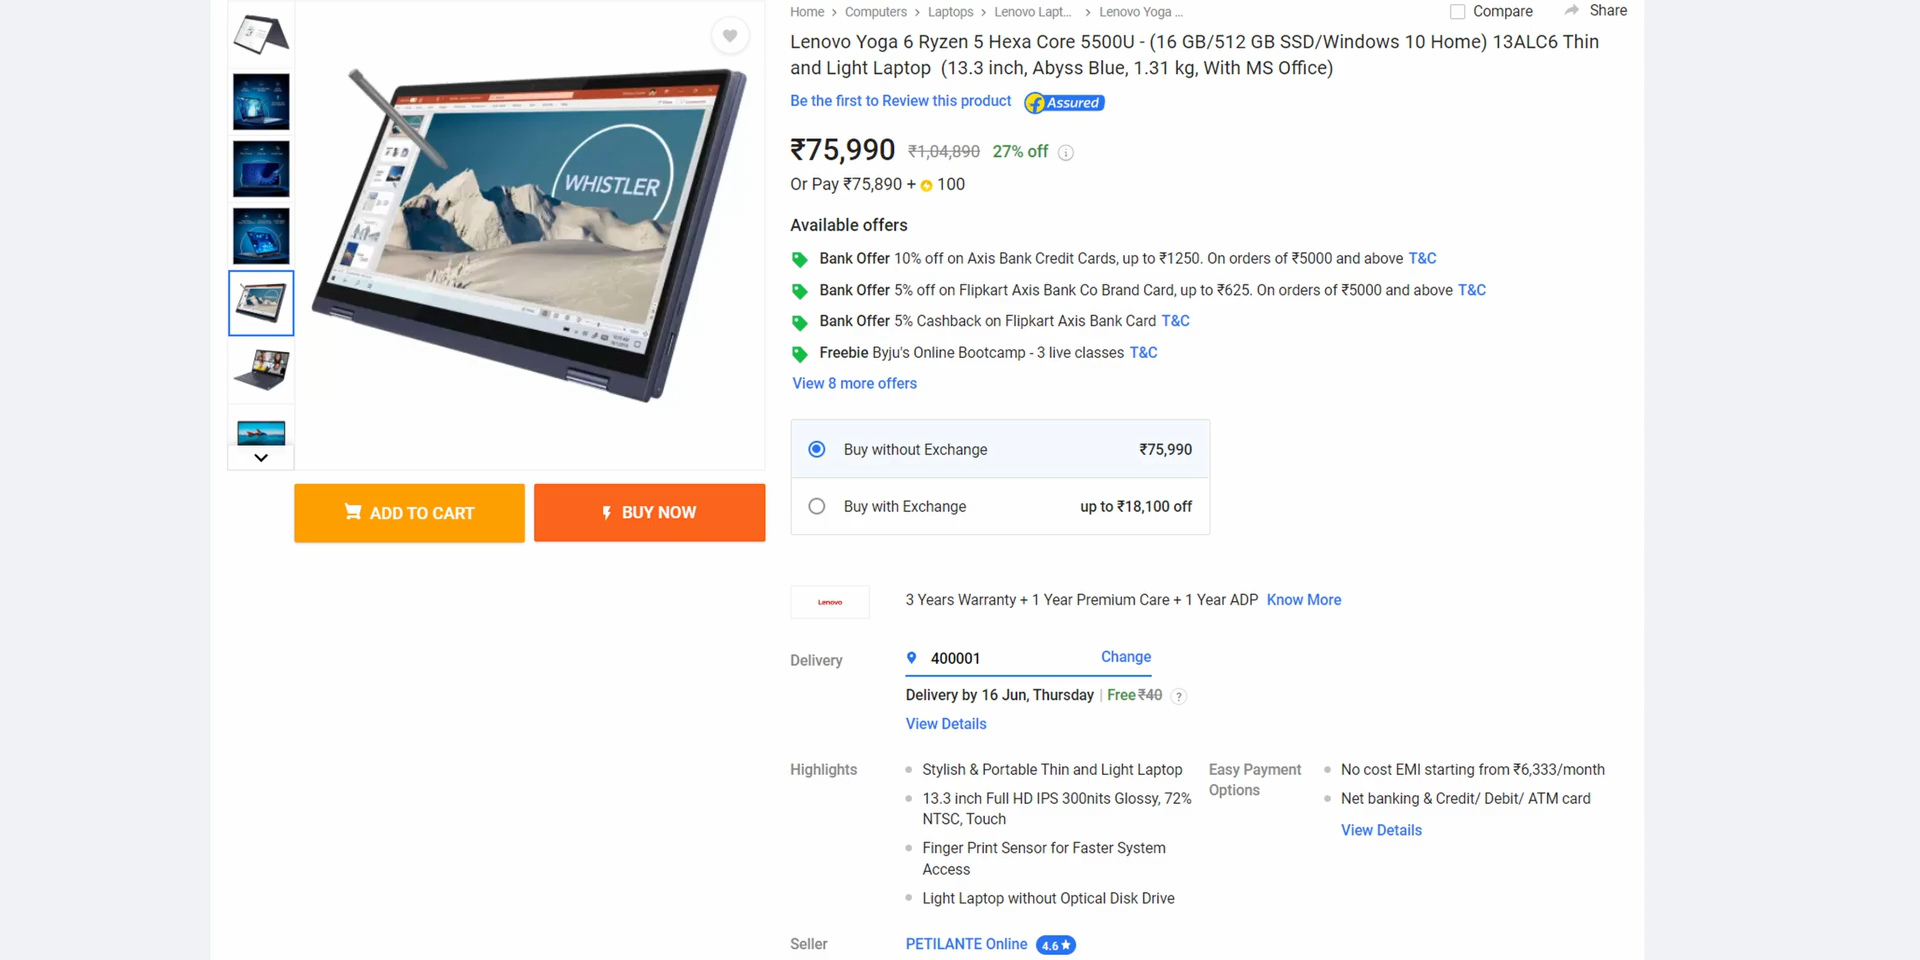 Home > Computers > Laptops > Lenovo Lapt... > Lenovo Yoga ...
Compare
Share
Lenovo Yoga 6 Ryzen 5 Hexa Core 5500U - (16 GB/512 GB SSD/Windows 10 Home) 13ALC6 Thin
and Light Laptop (13.3 inch, Abyss Blue, 1.31 kg, With MS Office)
Be the first to Review this product
Assured
WHISTLER
₹75,990 ₹1,04,890 27% off
Or Pay ₹75,890 + 100
Available offers
Bank Offer 10% off on Axis Bank Credit Cards, up to ₹1250. On orders of ₹5000 and above T&C
Bank Offer 5% off on Flipkart Axis Bank Co Brand Card, up to ₹625. On orders of ₹5000 and above T&C
Bank Offer 5% Cashback on Flipkart Axis Bank Card T&C
Freebie Byju's Online Bootcamp - 3 live classes T&C
View 8 more offers
Buy without Exchange ₹75,990
Buy with Exchange up to ₹18,100 off
ADD TO CART
BUY NOW
Lenovo
3 Years Warranty + 1 Year Premium Care + 1 Year ADP Know More
Delivery
400001
Change
Delivery by 16 Jun, Thursday | Free ₹40 ?
View Details
Highlights
Stylish & Portable Thin and Light Laptop
13.3 inch Full HD IPS 300nits Glossy, 72%
NTSC, Touch
Finger Print Sensor for Faster System
Access
Light Laptop without Optical Disk Drive
Easy Payment
Options
No cost EMI starting from ₹6,333/month
Net banking & Credit/ Debit/ ATM card
View Details
Seller
PETILANTE Online 4.6★